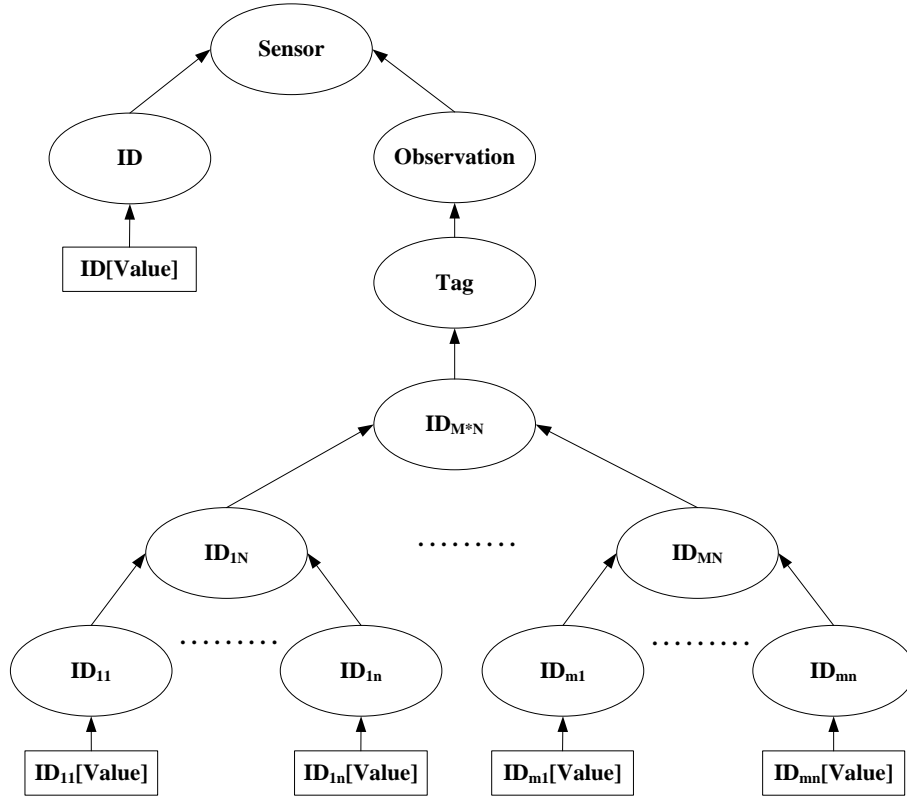 Sensor
ID
Observation
ID[Value]
Tag
ID_{M*N}
.........
ID_{1N}
ID_{MN}
.........
.........
ID_{11}
ID_{1n}
ID_{m1}
ID_{mn}
ID_{11}[Value]
ID_{1n}[Value]
ID_{m1}[Value]
ID_{mn}[Value]